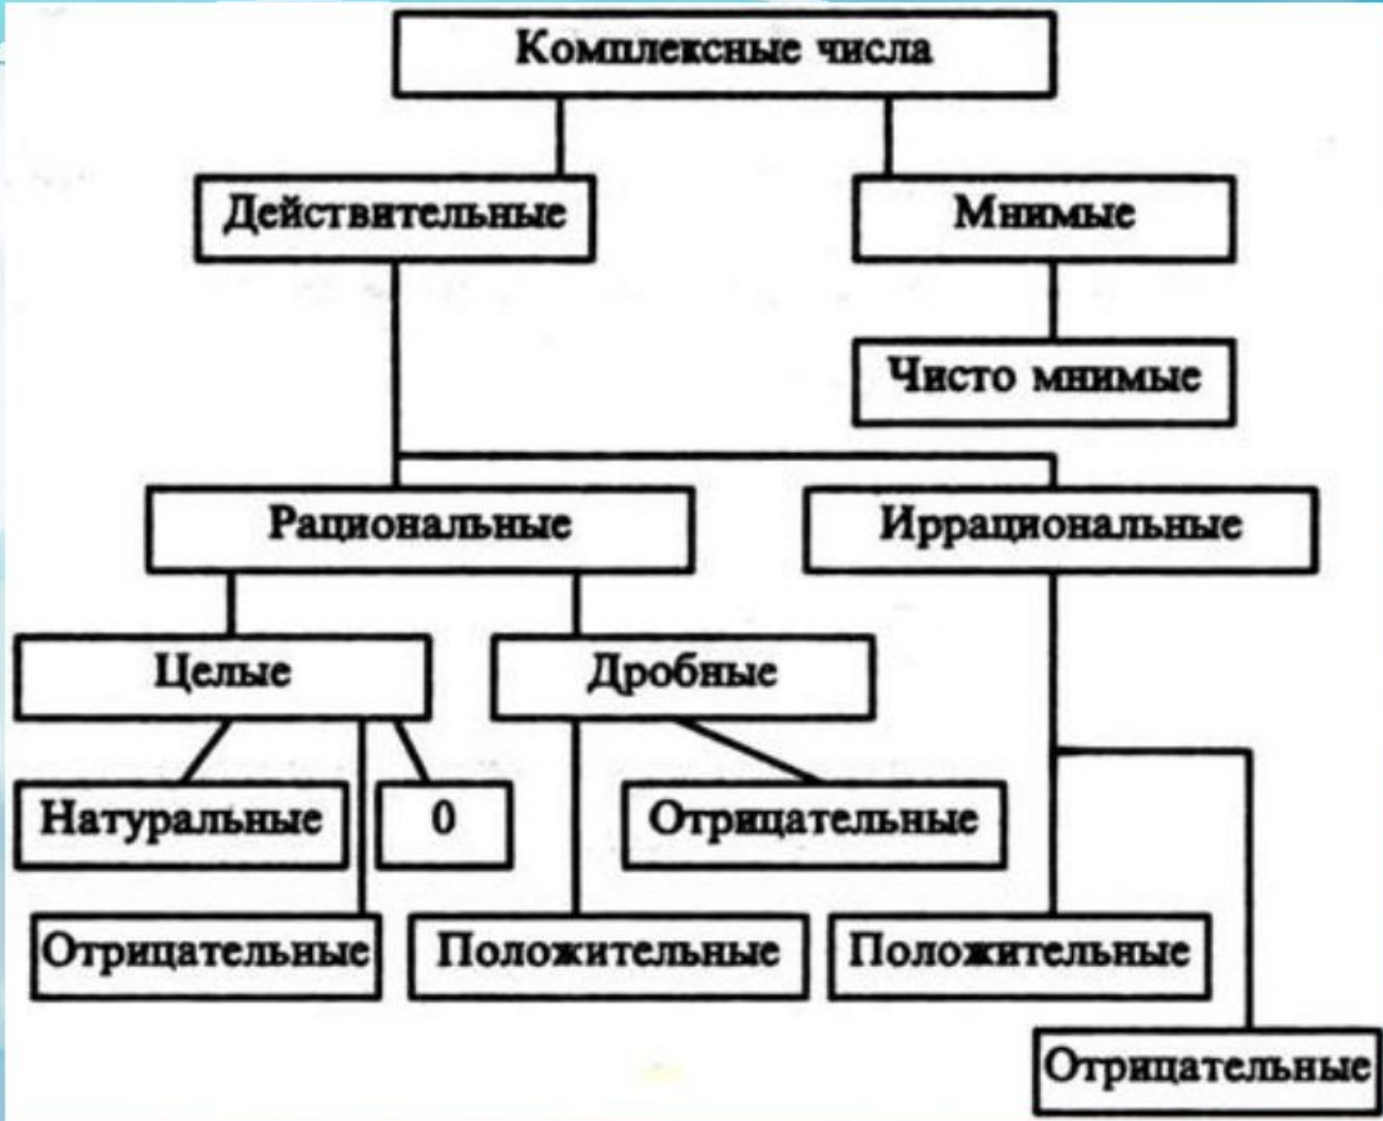 Комплексные числа
Действительные
Мнимые
Чисто мнимые
Рациональные
Иррациональные
Целые
Дробные
Натуральные
0
Отрицательные
Отрицательные
Положительные
Положительные
Отрицательные